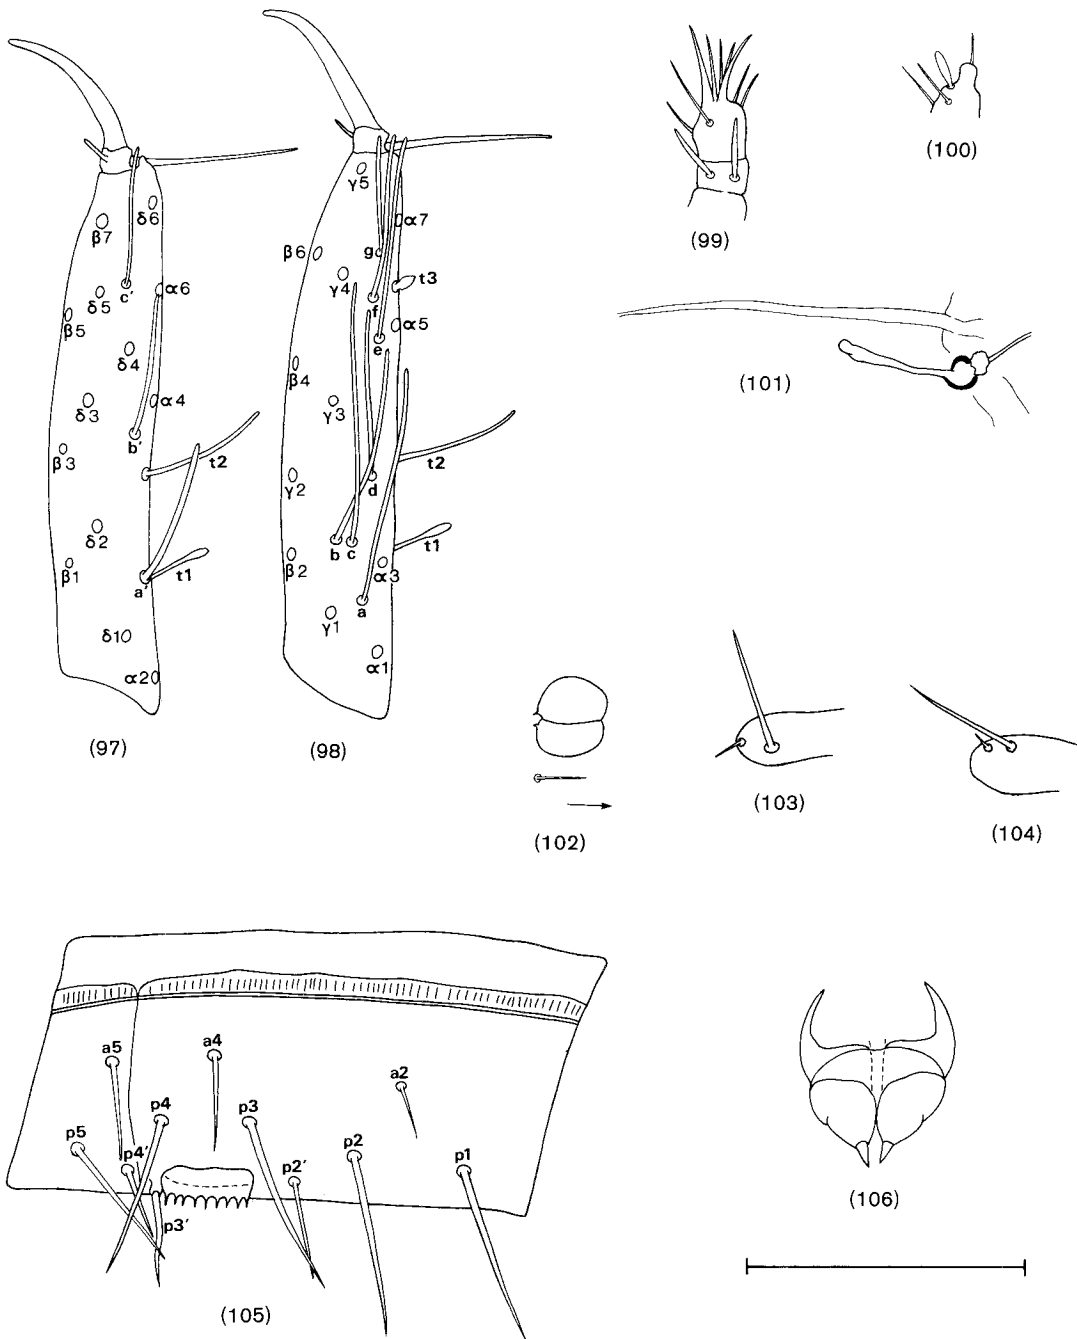 δ6
β7
δ5
c'
α6
β5
δ4
δ3
α4
b'
β3
t2
δ2
β1
a'
t1
δ1
α2
(97)
γ5
α7
β6
g
t3
γ4
f
α5
e
β4
γ3
t2
γ2
d
b
c
t1
β2
α3
a
γ1
α1
(98)
(99)
(100)
(101)
(102)
(103)
(104)
a5
a4
a2
p4
p3
p5
p4'
p2
p1
p2'
p3'
(105)
(106)